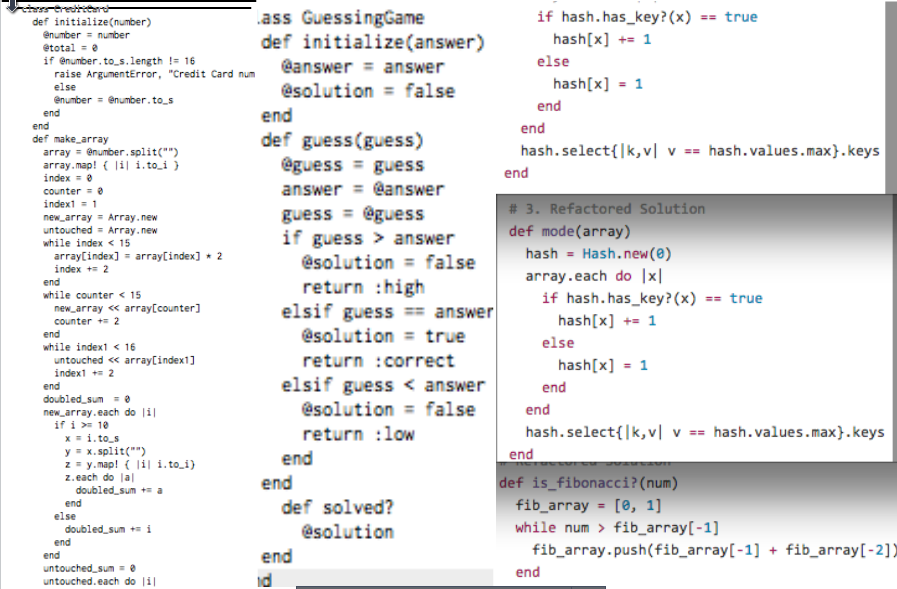 class CreditCard
def initialize(number)
@number = number
@total = 0
if @number.to_s.length != 16
raise ArgumentError, "Credit Card num
else
@number = @number.to_s
end
end
def make_array
array = @number.split("")
array.map! { |i| i.to_i }
index = 0
counter = 0
index1 = 1
new_array = Array.new
untouched = Array.new
while index < 15
array[index] = array[index] * 2
index += 2
end
while counter < 15
new_array << array[counter]
counter += 2
end
while index1 < 16
untouched << array[index1]
index1 += 2
end
doubled_sum = 0
new_array.each do |i|
if i >= 10
x = i.to_s
y = x.split("")
z = y.map! { |i| i.to_i}
z.each do |a|
doubled_sum += a
end
else
doubled_sum += i
end
end
untouched_sum = 0
untouched.each do |i|
ass GuessingGame
def initialize(answer)
@answer = answer
@solution = false
end
def guess(guess)
@guess = guess
answer = @answer
guess = @guess
if guess > answer
@solution = false
return :high
elsif guess == answer
@solution = true
return :correct
elsif guess < answer
@solution = false
return :low
end
end
def solved?
@solution
end
nd
if hash.has_key?(x) == true
hash[x] += 1
else
hash[x] = 1
end
end
hash.select{|k,v| v == hash.values.max}.keys
end
# 3. Refactored Solution
def mode(array)
hash = Hash.new(0)
array.each do |x|
if hash.has_key?(x) == true
hash[x] += 1
else
hash[x] = 1
end
end
hash.select{|k,v| v == hash.values.max}.keys
end
# Refactored Solution
def is_fibonacci?(num)
fib_array = [0, 1]
while num > fib_array[-1]
fib_array.push(fib_array[-1] + fib_array[-2])
end